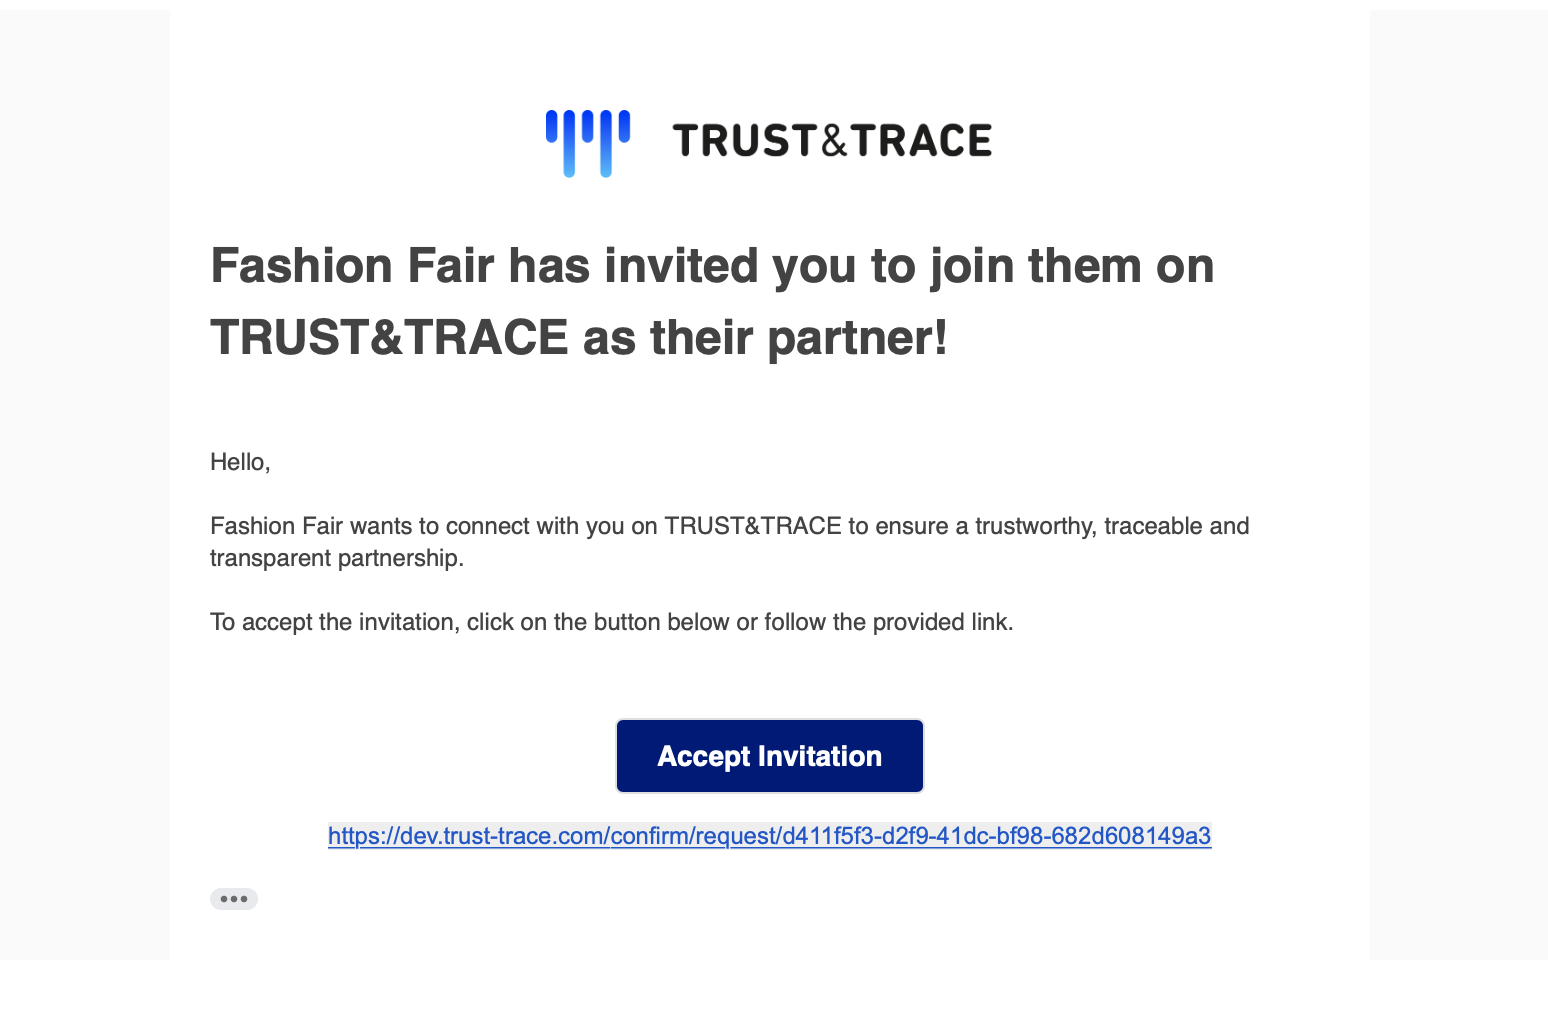 TRUST&TRACE
Fashion Fair has invited you to join them on
TRUST&TRACE as their partner!
Hello,
Fashion Fair wants to connect with you on TRUST&TRACE to ensure a trustworthy, traceable and
transparent partnership.
To accept the invitation, click on the button below or follow the provided link.
Accept Invitation
https://dev.trust-trace.com/confirm/request/d411f5f3-d2f9-41dc-bf98-682d608149a3